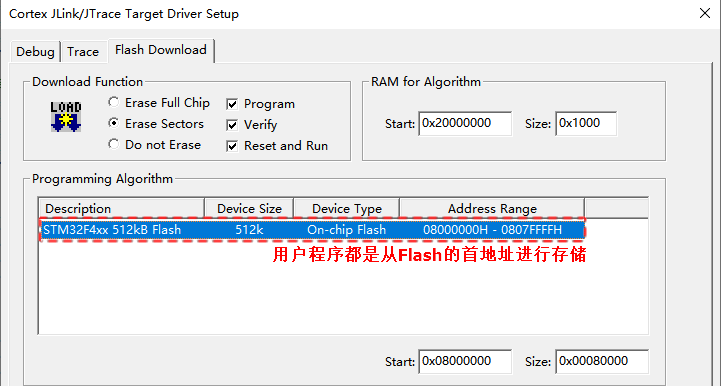 Cortex JLink/JTrace Target Driver Setup
Debug Trace Flash Download
Download Function
LOAD
Erase Full Chip
Erase Sectors
Do not Erase
Program
Verify
Reset and Run
RAM for Algorithm
Start: 0x20000000 Size: 0x1000
Programming Algorithm
Description Device Size Device Type Address Range
STM32F4xx 512kB Flash 512k On-chip Flash 08000000H - 0807FFFFH
用户程序都是从Flash的首地址进行存储
Start: 0x08000000 Size: 0x00080000